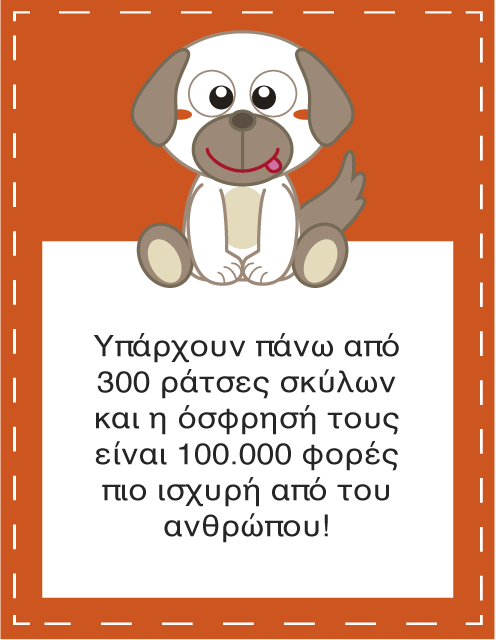 Υπάρχουν πάνω από
300 ράτσες σκύλων
και η όσφρησή τους
είναι 100.000 φορές
πιο ισχυρή από του
ανθρώπου!